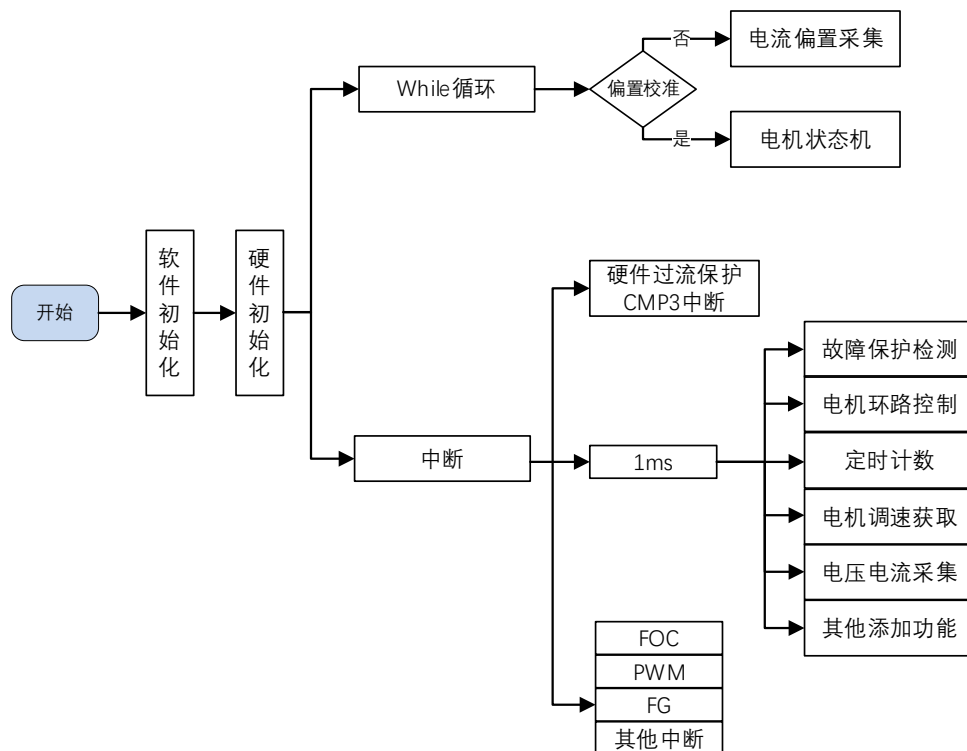 否
电流偏置采集
While循环
偏置校准
是
电机状态机
开始
软
件
初
始
化
硬
件
初
始
化
硬件过流保护
CMP3中断
中断
1ms
故障保护检测
电机环路控制
定时计数
电机调速获取
电压电流采集
其他添加功能
FOC
PWM
FG
其他中断